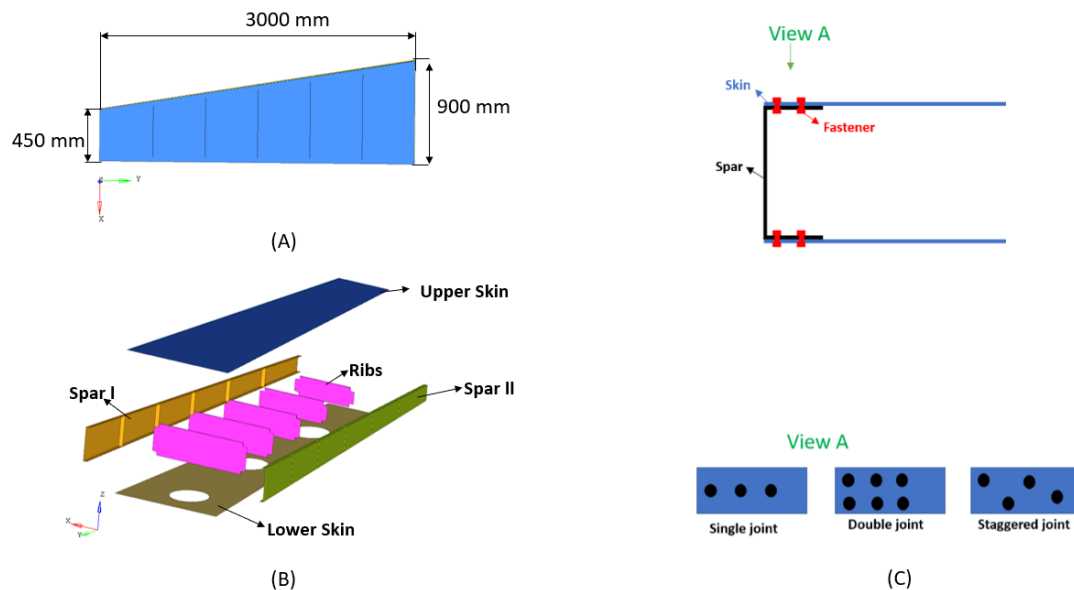 3000 mm
450 mm
900 mm
Z
Y
X
(A)
Upper Skin
Ribs
Spar I
Spar II
Lower Skin
Z
X
Y
(B)
View A
Skin
Fastener
Spar
View A
Single joint
Double joint
Staggered joint
(C)